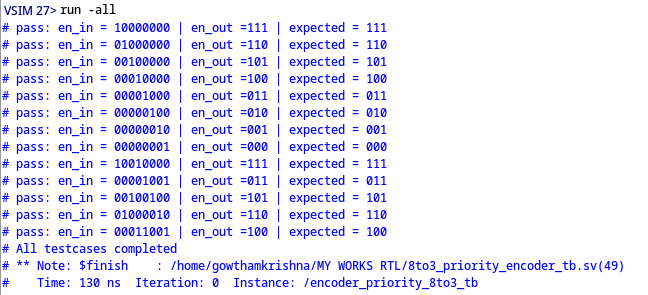 VSIM 27> run -all
# pass: en_in = 10000000 | en_out =111 | expected = 111
# pass: en_in = 01000000 | en_out =110 | expected = 110
# pass: en_in = 00100000 | en_out =101 | expected = 101
# pass: en_in = 00010000 | en_out =100 | expected = 100
# pass: en_in = 00001000 | en_out =011 | expected = 011
# pass: en_in = 00000100 | en_out =010 | expected = 010
# pass: en_in = 00000010 | en_out =001 | expected = 001
# pass: en_in = 00000001 | en_out =000 | expected = 000
# pass: en_in = 10010000 | en_out =111 | expected = 111
# pass: en_in = 00001001 | en_out =011 | expected = 011
# pass: en_in = 00100100 | en_out =101 | expected = 101
# pass: en_in = 01000010 | en_out =110 | expected = 110
# pass: en_in = 00011001 | en_out =100 | expected = 100
# All testcases completed
# ** Note: $finish    : /home/gowthamkrishna/MY WORKS RTL/8to3_priority_encoder_tb.sv(49)
#    Time: 130 ns  Iteration: 0  Instance: /encoder_priority_8to3_tb